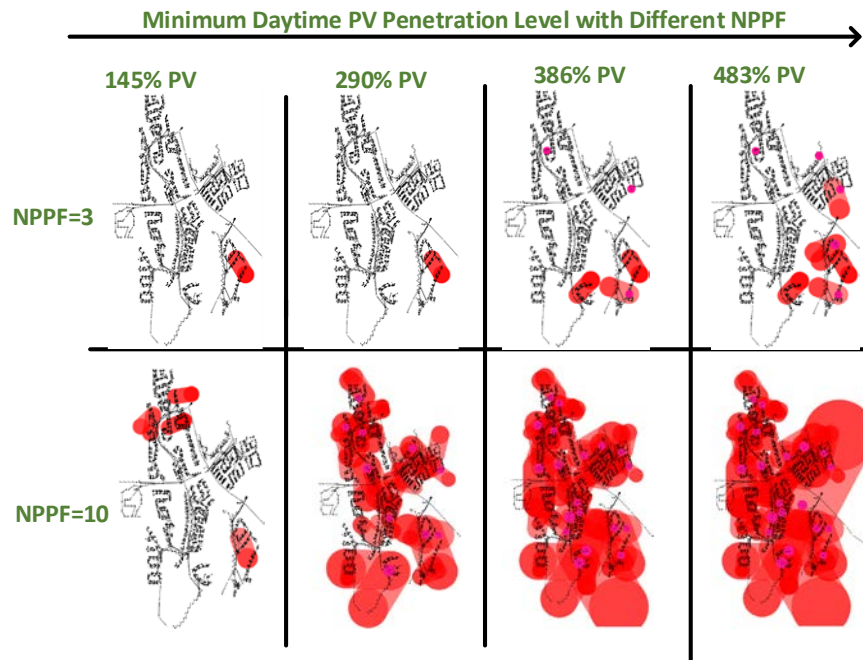 Minimum Daytime PV Penetration Level with Different NPPF
145% PV
290% PV
386% PV
483% PV
NPPF=3
NPPF=10